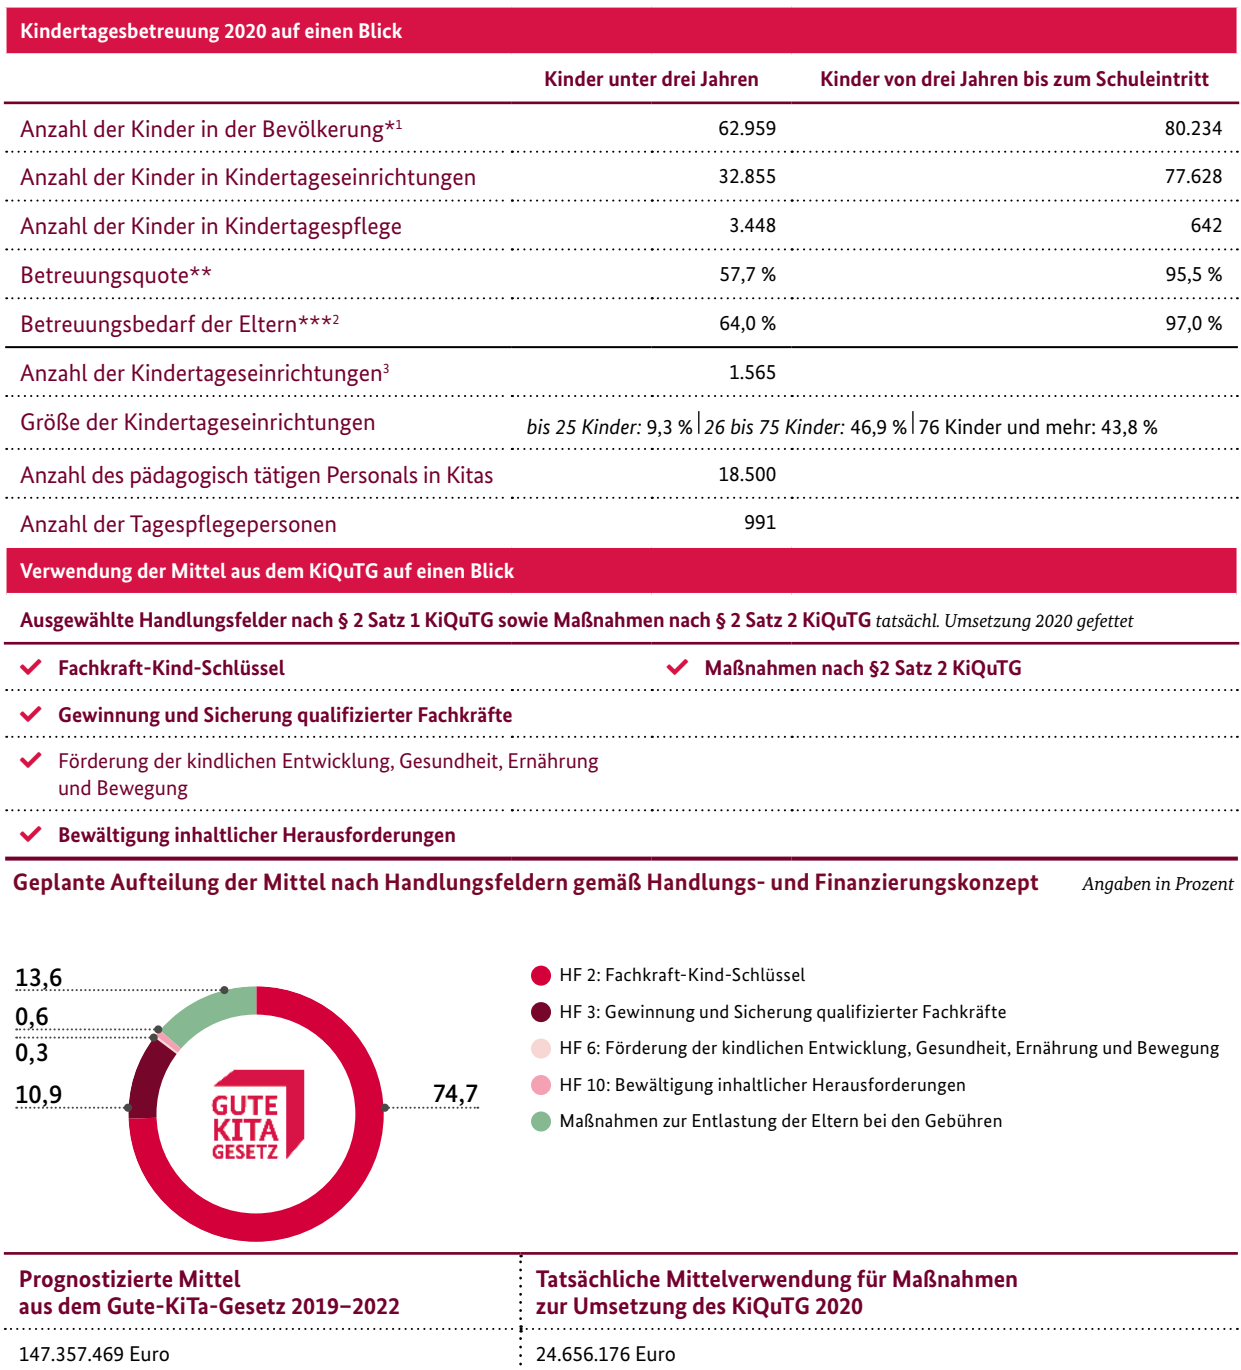 Kindertagesbetreuung 2020 auf einen Blick
Kinder unter drei Jahren Kinder von drei Jahren bis zum Schuleintritt
Anzahl der Kinder in der Bevölkerung*1 62.959 80.234
Anzahl der Kinder in Kindertageseinrichtungen 32.855 77.628
Anzahl der Kinder in Kindertagespflege 3.448 642
Betreuungsquote** 57,7 % 95,5 %
Betreuungsbedarf der Eltern***2 64,0 % 97,0 %
Anzahl der Kindertageseinrichtungen3 1.565
Größe der Kindertageseinrichtungen bis 25 Kinder: 9,3 % | 26 bis 75 Kinder: 46,9 % | 76 Kinder und mehr: 43,8 %
Anzahl des pädagogisch tätigen Personals in Kitas 18.500
Anzahl der Tagespflegepersonen 991
Verwendung der Mittel aus dem KiQuTG auf einen Blick
Ausgewählte Handlungsfelder nach § 2 Satz 1 KiQuTG sowie Maßnahmen nach § 2 Satz 2 KiQuTG tatsächl. Umsetzung 2020 gefettet
✓ Fachkraft-Kind-Schlüssel ✓ Maßnahmen nach §2 Satz 2 KiQuTG
✓ Gewinnung und Sicherung qualifizierter Fachkräfte
✓ Förderung der kindlichen Entwicklung, Gesundheit, Ernährung
und Bewegung
✓ Bewältigung inhaltlicher Herausforderungen
Geplante Aufteilung der Mittel nach Handlungsfeldern gemäß Handlungs- und Finanzierungskonzept Angaben in Prozent
13,6
0,6
0,3
10,9
74,7
GUTE
KITA
GESETZ
HF 2: Fachkraft-Kind-Schlüssel
HF 3: Gewinnung und Sicherung qualifizierter Fachkräfte
HF 6: Förderung der kindlichen Entwicklung, Gesundheit, Ernährung und Bewegung
HF 10: Bewältigung inhaltlicher Herausforderungen
Maßnahmen zur Entlastung der Eltern bei den Gebühren
Prognostizierte Mittel
aus dem Gute-KiTa-Gesetz 2019–2022
147.357.469 Euro
Tatsächliche Mittelverwendung für Maßnahmen
zur Umsetzung des KiQuTG 2020
24.656.176 Euro